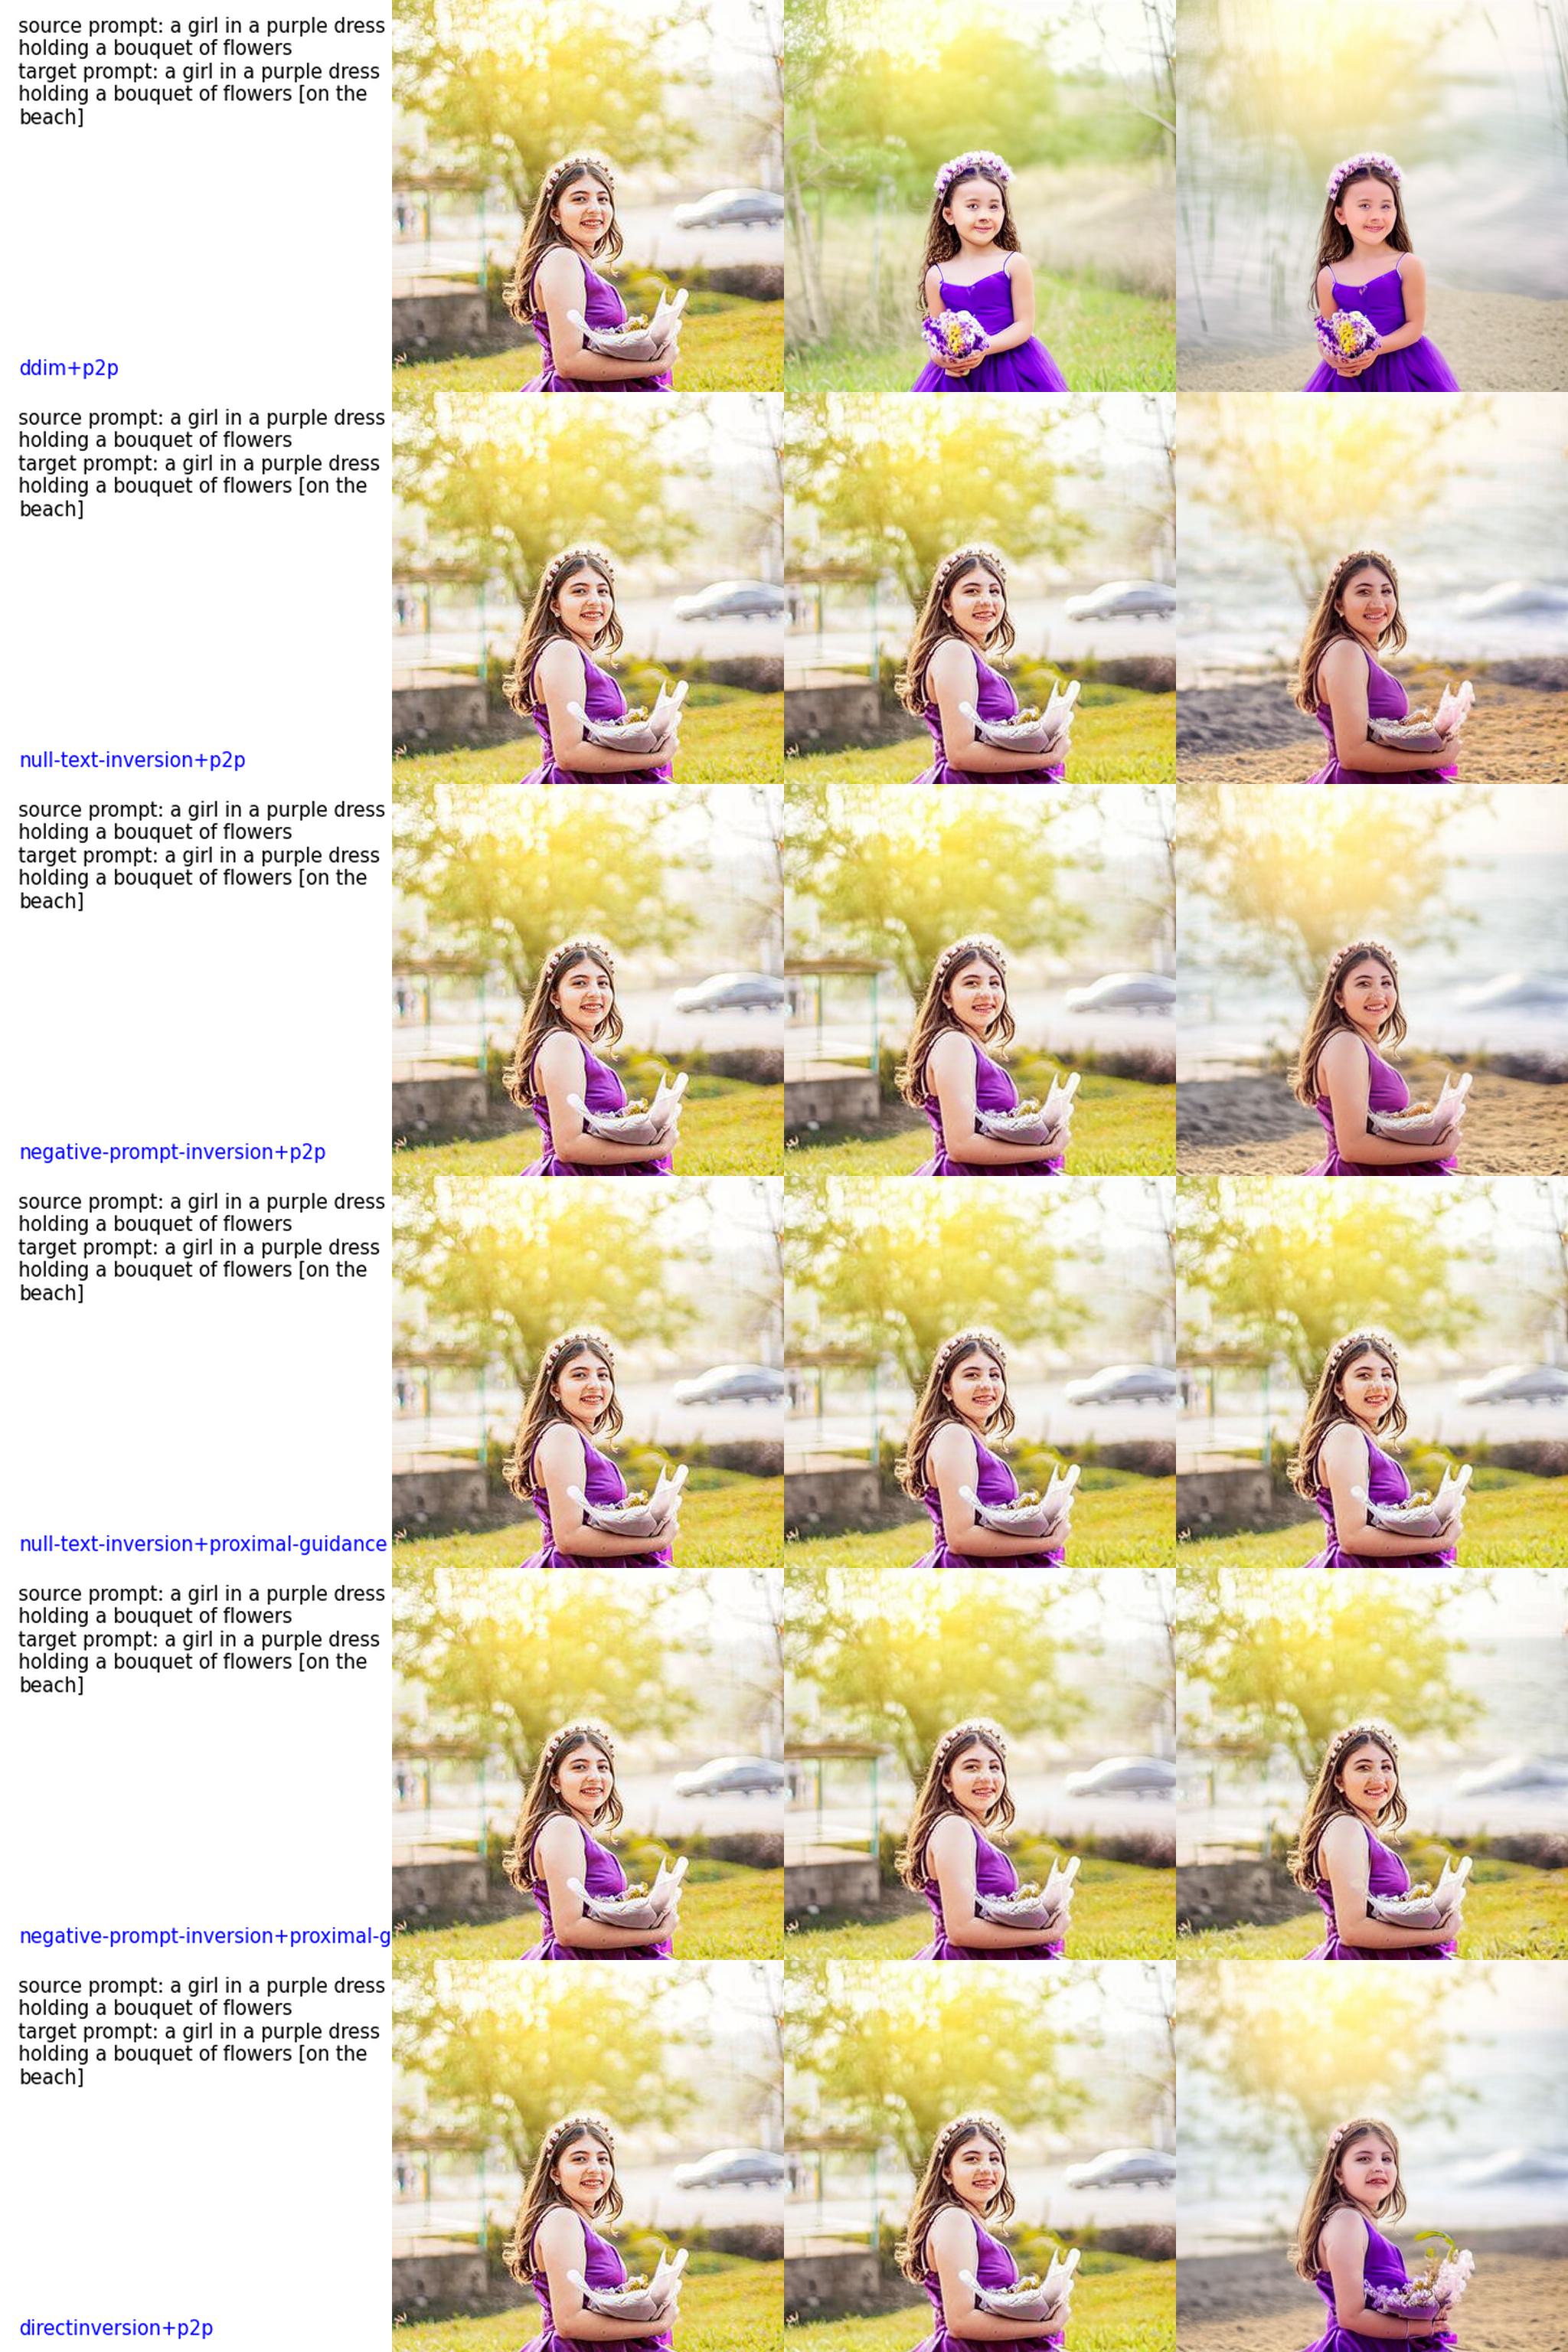 source prompt: a girl in a purple dress
holding a bouquet of flowers
target prompt: a girl in a purple dress
holding a bouquet of flowers [on the
beach]
ddim+p2p
source prompt: a girl in a purple dress
holding a bouquet of flowers
target prompt: a girl in a purple dress
holding a bouquet of flowers [on the
beach]
null-text-inversion+p2p
source prompt: a girl in a purple dress
holding a bouquet of flowers
target prompt: a girl in a purple dress
holding a bouquet of flowers [on the
beach]
negative-prompt-inversion+p2p
source prompt: a girl in a purple dress
holding a bouquet of flowers
target prompt: a girl in a purple dress
holding a bouquet of flowers [on the
beach]
null-text-inversion+proximal-guidance
source prompt: a girl in a purple dress
holding a bouquet of flowers
target prompt: a girl in a purple dress
holding a bouquet of flowers [on the
beach]
negative-prompt-inversion+proximal-g
source prompt: a girl in a purple dress
holding a bouquet of flowers
target prompt: a girl in a purple dress
holding a bouquet of flowers [on the
beach]
directinversion+p2p